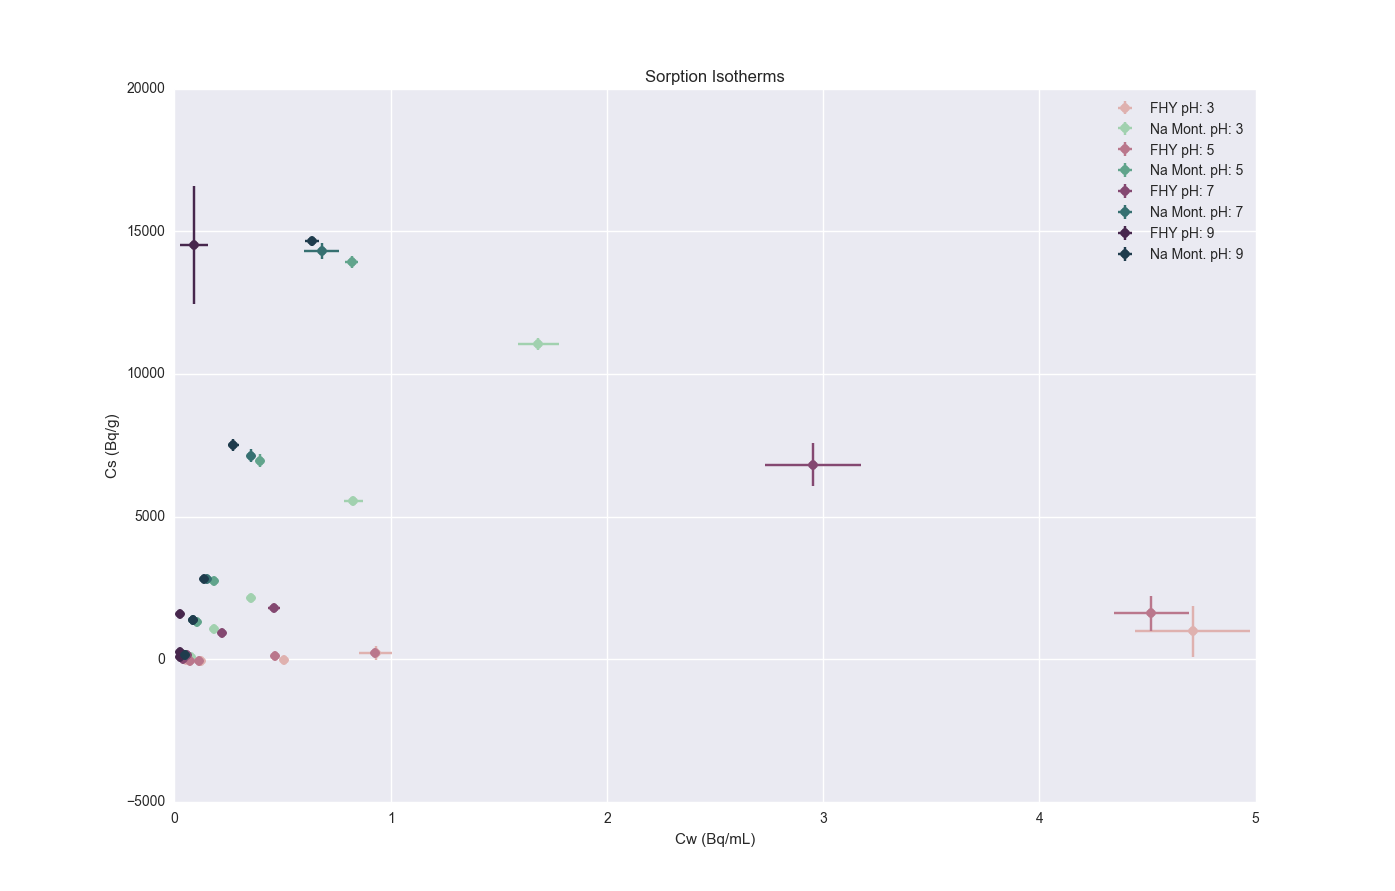 Sorption Isotherms
20000
15000
10000
5000
0
−5000
Cs (Bq/g)
FHY pH: 3
Na Mont. pH: 3
FHY pH: 5
Na Mont. pH: 5
FHY pH: 7
Na Mont. pH: 7
FHY pH: 9
Na Mont. pH: 9
0 1 2 3 4 5
Cw (Bq/mL)